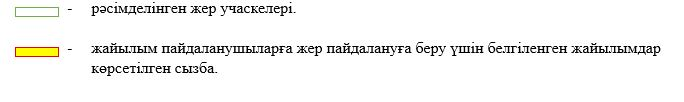 - рәсімделінген жер учаскелері.
- жайылым пайдаланушыларға жер пайдалануға беру үшін белгіленген жайылымдар
көрсетілген сызба.